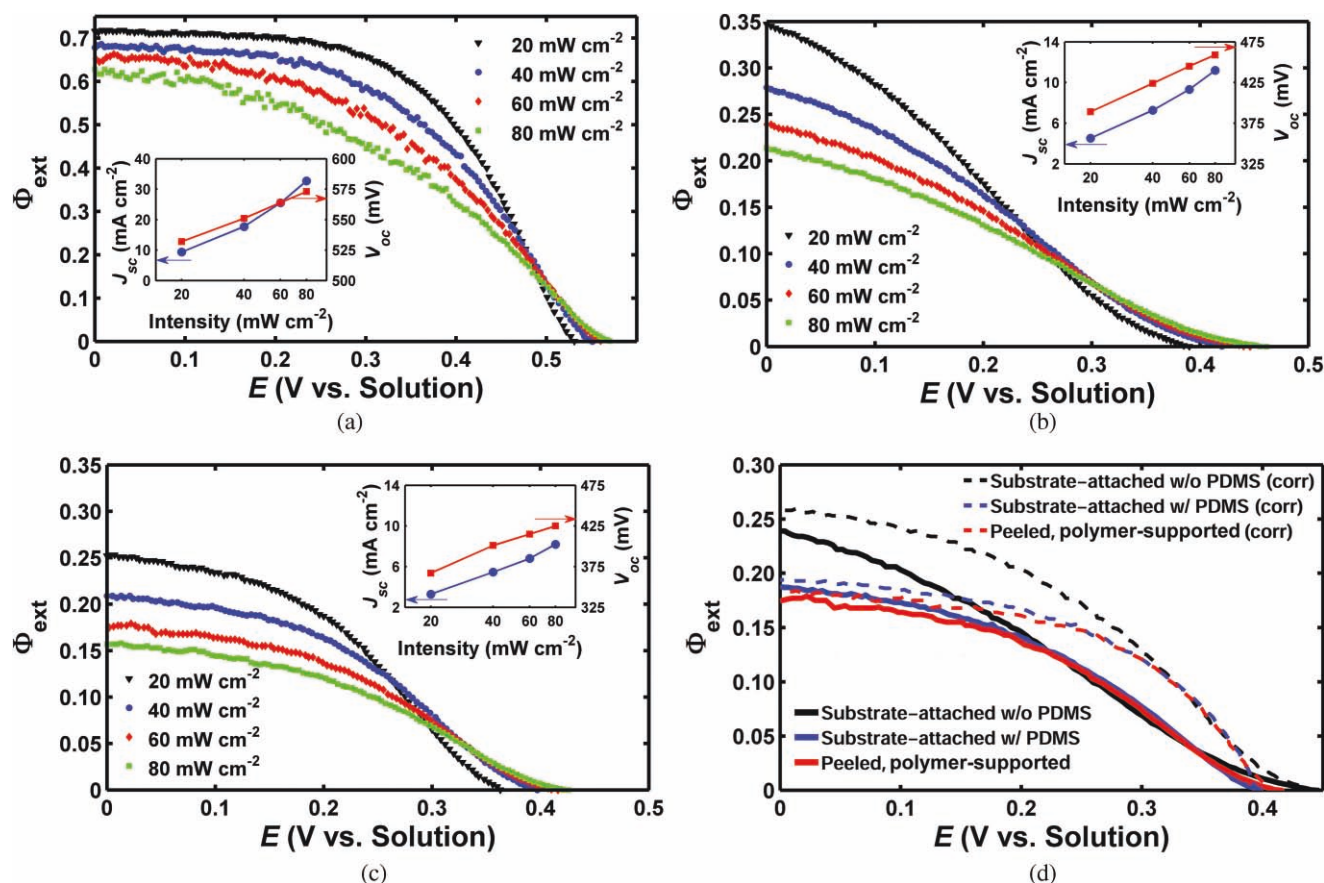 0.7
0.6
0.5
0.4
0.3
0.2
0.1
0
Φext
20 mW cm-2
40 mW cm-2
60 mW cm-2
80 mW cm-2
40
30
20
10
0
Jsc (mA cm-2)
600
575
550
525
500
Voc (mV)
20 40 60 80
Intensity (mW cm-2)
0 0.1 0.2 0.3 0.4 0.5
E (V vs. Solution)
(a)
0.35
0.30
0.25
0.20
0.15
0.10
0.05
0
Φext
14
10
6
2
Jsc (mA cm-2)
475
425
375
325
Voc (mV)
20 40 60 80
Intensity (mW cm-2)
20 mW cm-2
40 mW cm-2
60 mW cm-2
80 mW cm-2
0 0.1 0.2 0.3 0.4 0.5
E (V vs. Solution)
(b)
0.35
0.30
0.25
0.20
0.15
0.10
0.05
0
Φext
14
10
6
2
Jsc (mA cm-2)
475
425
375
325
Voc (mV)
20 40 60 80
Intensity (mW cm-2)
20 mW cm-2
40 mW cm-2
60 mW cm-2
80 mW cm-2
0 0.1 0.2 0.3 0.4 0.5
E (V vs. Solution)
(c)
0.30
0.25
0.20
0.15
0.10
0.05
0
Φext
Substrate-attached w/o PDMS (corr)
Substrate-attached w/ PDMS (corr)
Peeled, polymer-supported (corr)
Substrate-attached w/o PDMS
Substrate-attached w/ PDMS
Peeled, polymer-supported
0 0.1 0.2 0.3 0.4
E (V vs. Solution)
(d)